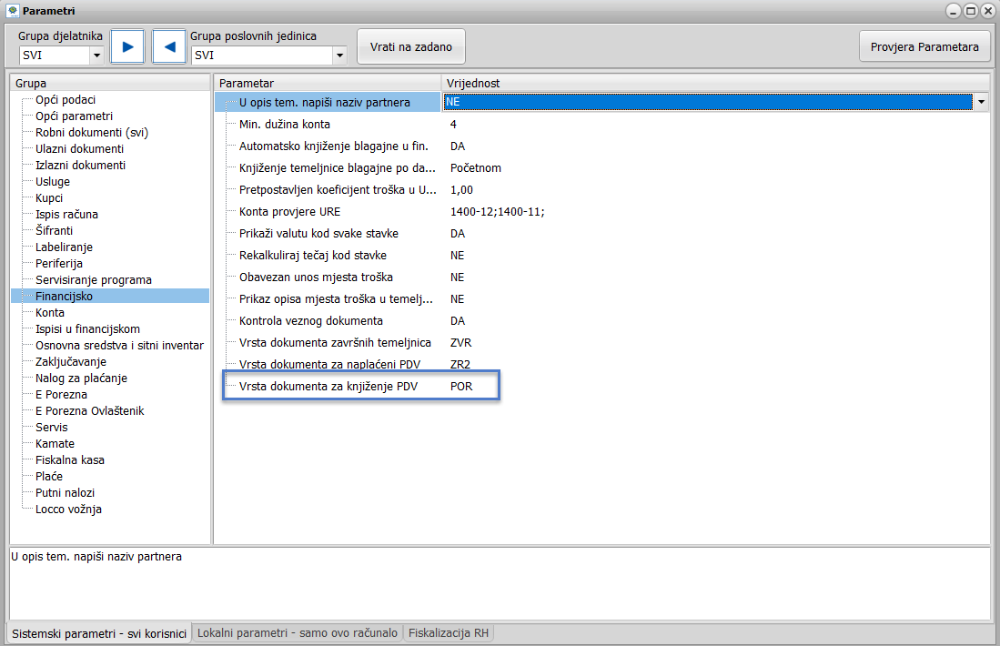 Parametri
Grupa djelatnika
Grupa poslovnih jedinica
SVI
SVI
Vrati na zadano
Provjera Parametara
Grupa
Opći podaci
Opći parametri
Robni dokumenti (svi)
Ulazni dokumenti
Izlazni dokumenti
Usluge
Kupci
Ispis računa
Šifranti
Labeliranje
Periferija
Servisiranje programa
Financijsko
Konta
Ispisi u financijskom
Osnovna sredstva i sitni inventar
Zaključavanje
Nalog za plaćanje
E Porezna
E Porezna Ovlaštenik
Servis
Kamate
Fiskalna kasa
Plaće
Putni nalozi
Locco vožnja
Parametar Vrijednost
U opis tem. napiši naziv partnera NE
Min. dužina konta 4
Automatsko knjiženje blagajne u fin. DA
Knjiženje temeljnice blagajne po da... Početnom
Pretpostavljen koeficijent troška u U... 1,00
Konta provjere URE 1400-12;1400-11;
Prikaži valutu kod svake stavke DA
Rekalkuliraj tečaj kod stavke NE
Obavezan unos mjesta troška NE
Prikaz opisa mjesta troška u temelj... NE
Kontrola veznog dokumenta DA
Vrsta dokumenta završnih temeljnica ZVR
Vrsta dokumenta za naplaćeni PDV ZR2
Vrsta dokumenta za knjiženje PDV POR
U opis tem. napiši naziv partnera
Sistemski parametri - svi korisnici
Lokalni parametri - samo ovo računalo
Fiskalizacija RH